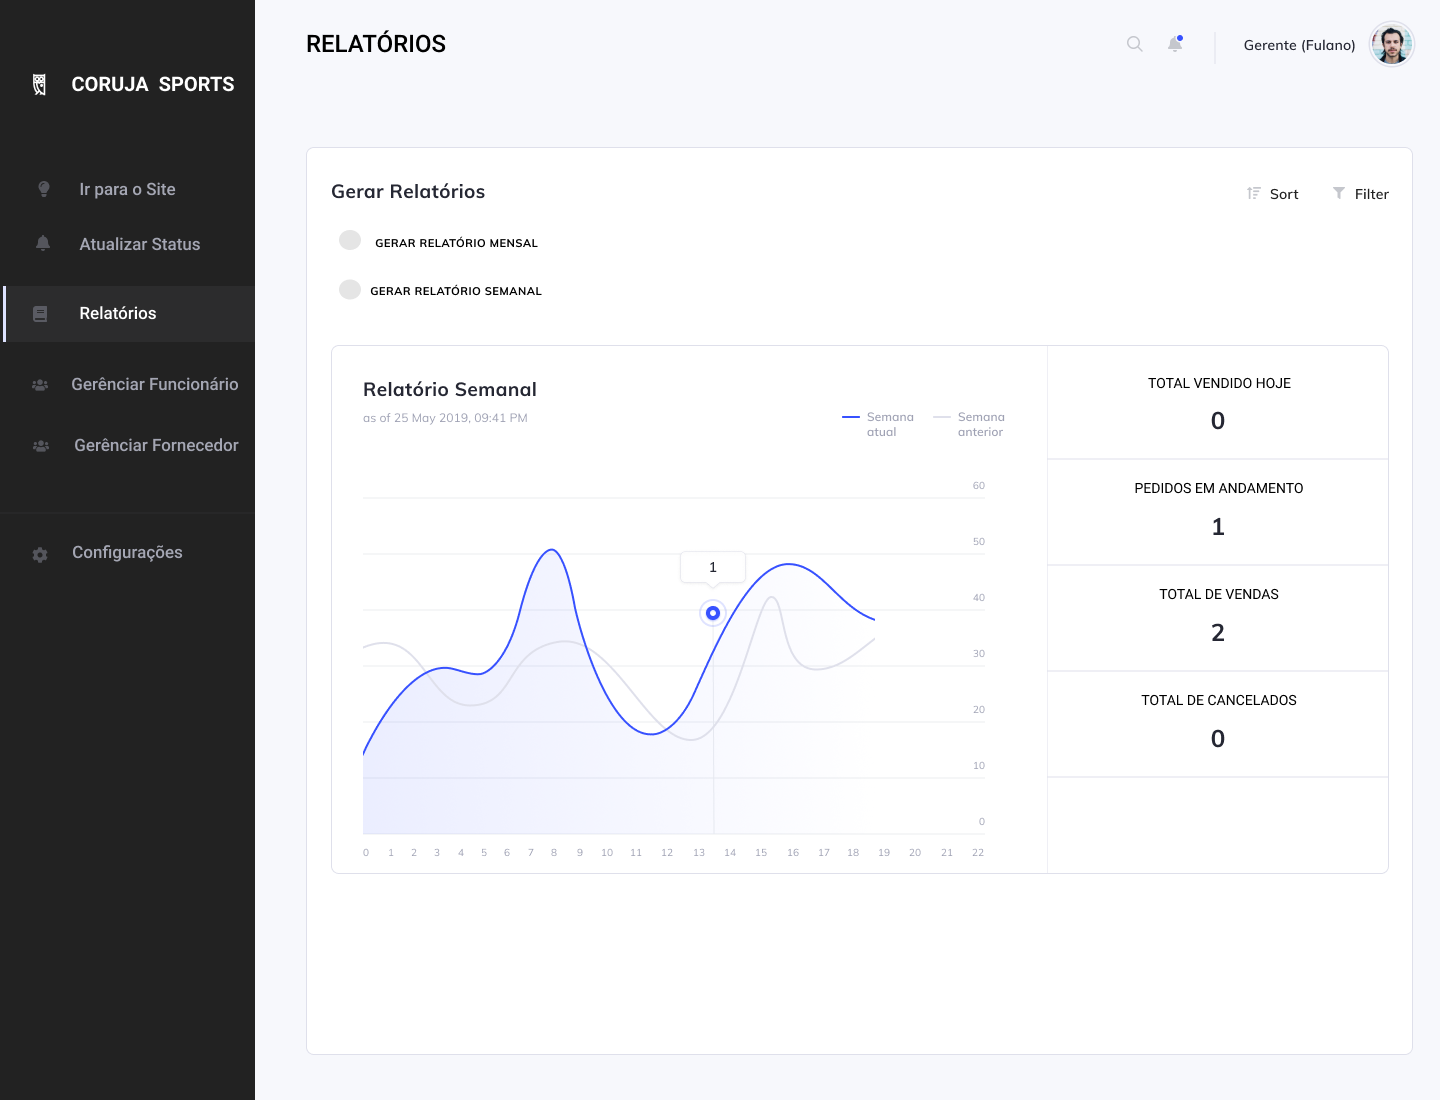 CORUJA SPORTS
Ir para o Site
Atualizar Status
Relatórios
Gerênciar Funcionário
Gerênciar Fornecedor
Configurações
RELATÓRIOS
Gerente (Fulano)
Gerar Relatórios
Sort
Filter
GERAR RELATÓRIO MENSAL
GERAR RELATÓRIO SEMANAL
Relatório Semanal
as of 25 May 2019, 09:41 PM
Semana
atual
Semana
anterior
60
50
40
30
20
10
0
1
0 1 2 3 4 5 6 7 8 9 10 11 12 13 14 15 16 17 18 19 20 21 22
TOTAL VENDIDO HOJE
0
PEDIDOS EM ANDAMENTO
1
TOTAL DE VENDAS
2
TOTAL DE CANCELADOS
0